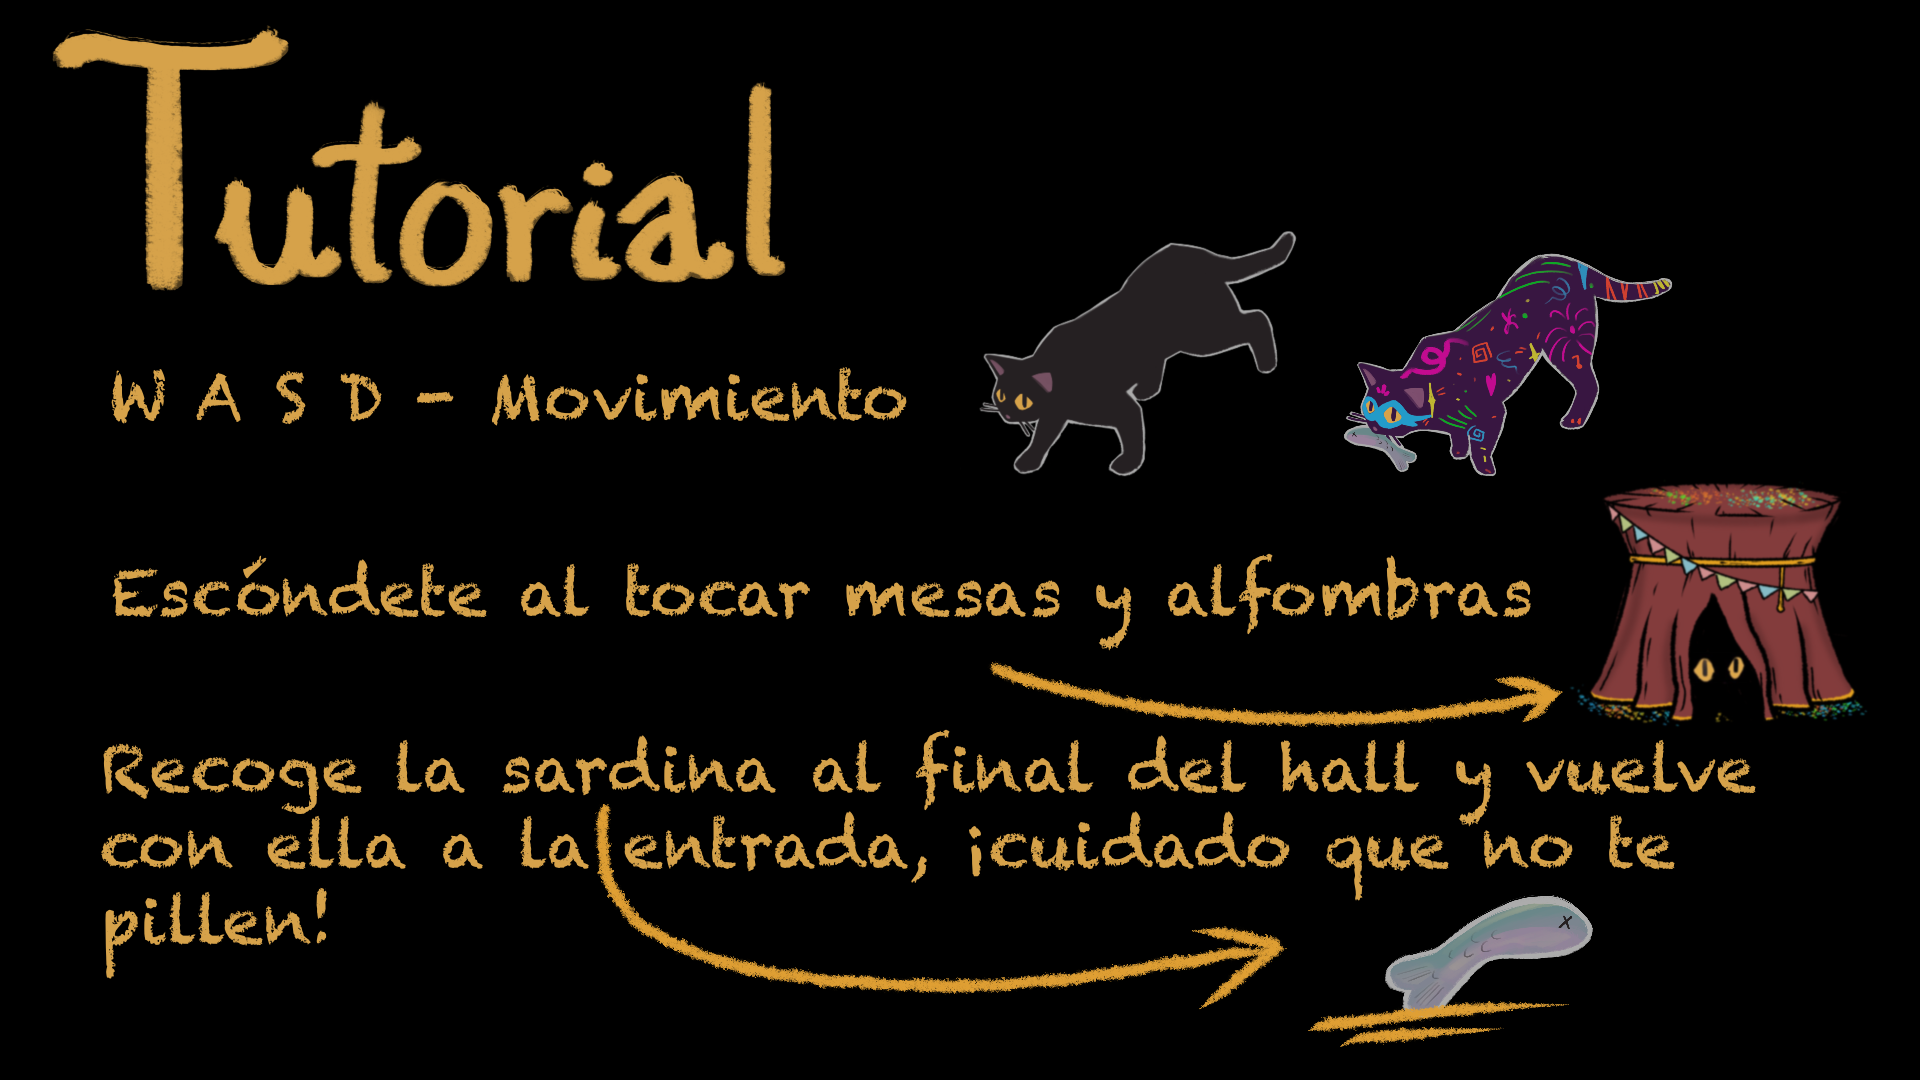 Tutorial
W A S D - Movimiento
Escóndete al tocar mesas y alfombras
Recoge la sardina al final del hall y vuelve
con ella a la entrada, ¡cuidado que no te
pillen!